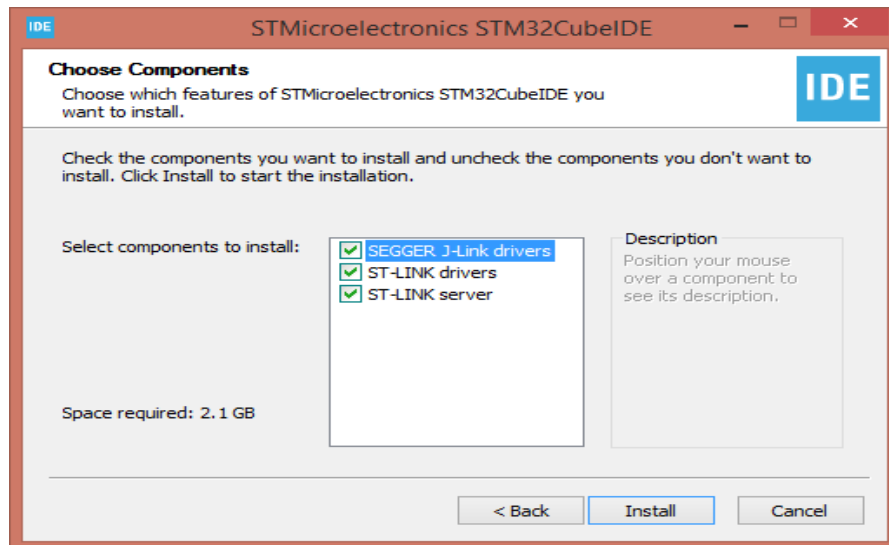 IDE
STMicroelectronics STM32CubeIDE
Choose Components
Choose which features of STMicroelectronics STM32CubeIDE you
want to install.
IDE
Check the components you want to install and uncheck the components you don't want to
install. Click Install to start the installation.
Select components to install:
SEGGER J-Link drivers
ST-LINK drivers
ST-LINK server
Description
Position your mouse
over a component to
see its description.
Space required: 2.1 GB
< Back
Install
Cancel